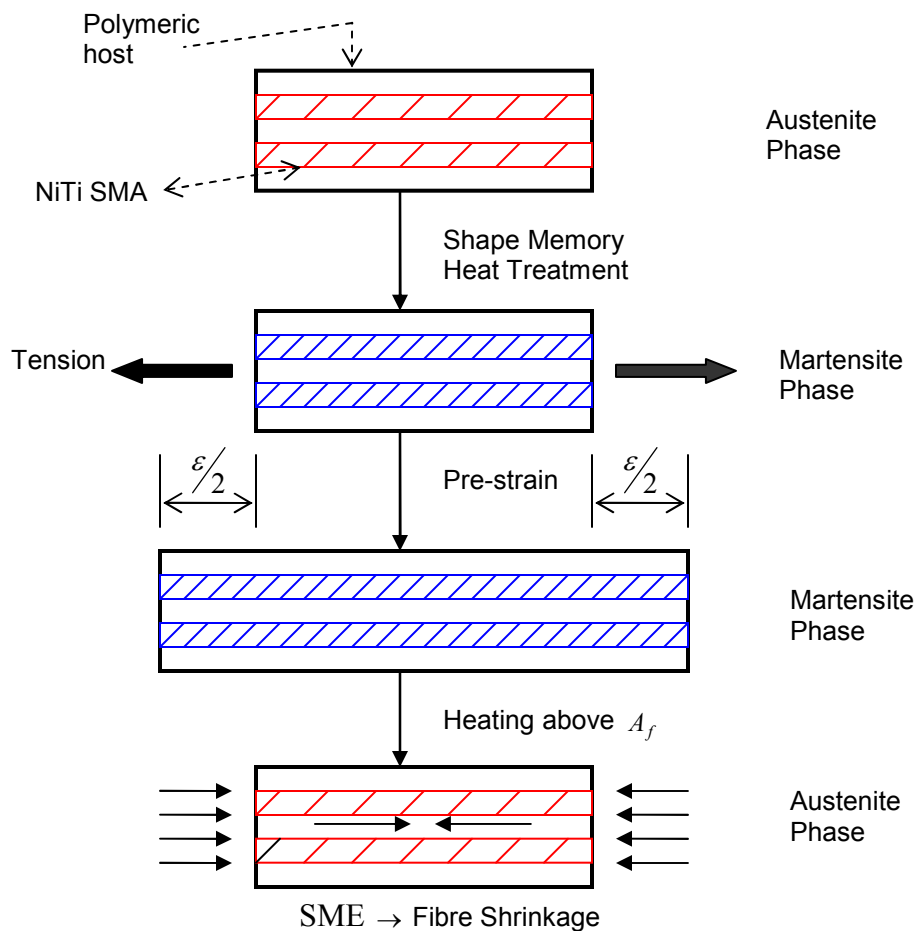 Polymeric
host
Austenite
Phase
NiTi SMA
Shape Memory
Heat Treatment
Tension
Martensite
Phase
ε/2
Pre-strain
ε/2
Martensite
Phase
Heating above A_f
Austenite
Phase
SME → Fibre Shrinkage